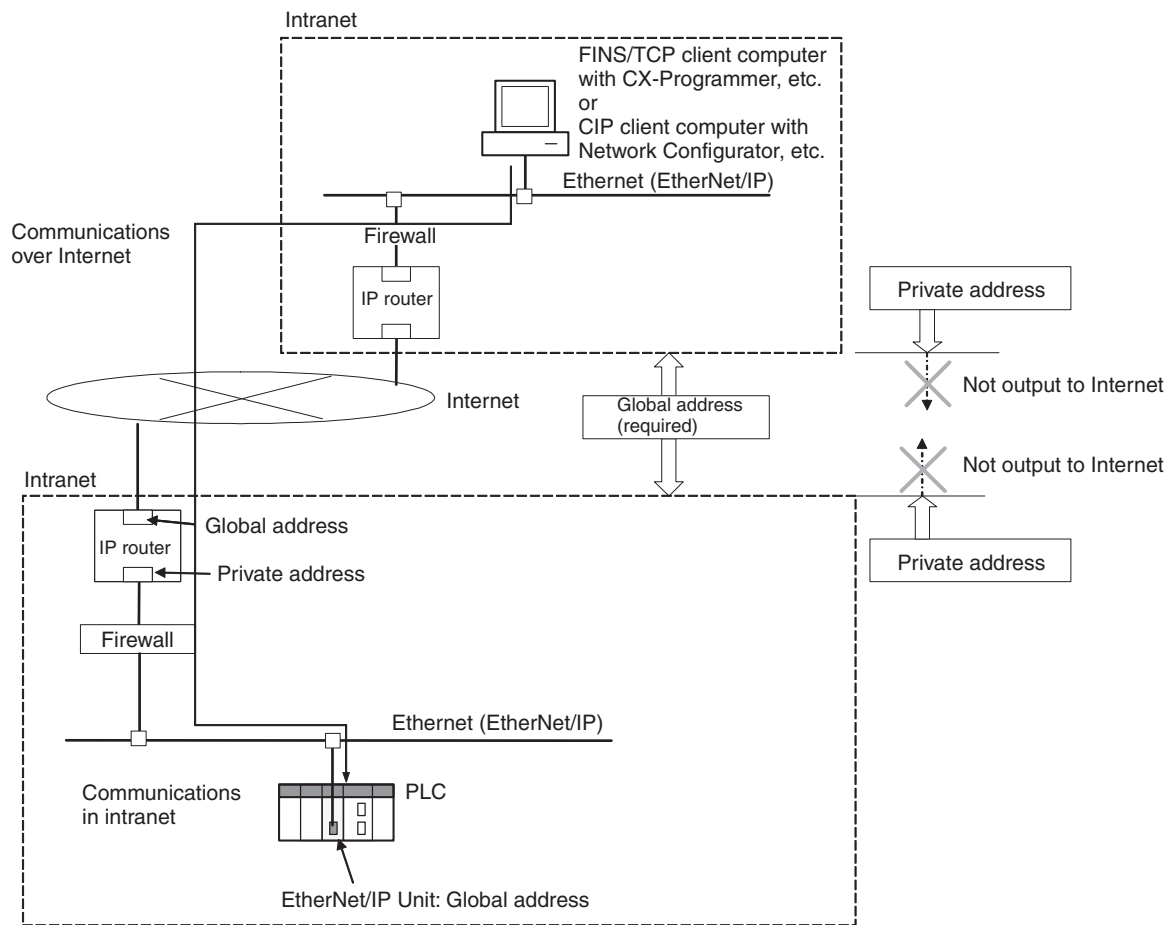 Intranet
FINS/TCP client computer
with CX-Programmer, etc.
or
CIP client computer with
Network Configurator, etc.
Ethernet (EtherNet/IP)
Communications
over Internet
Firewall
IP router
Private address
Internet
Global address
(required)
Not output to Internet
Not output to Internet
Private address
Intranet
Global address
IP router
Private address
Firewall
Ethernet (EtherNet/IP)
Communications
in intranet
PLC
EtherNet/IP Unit: Global address